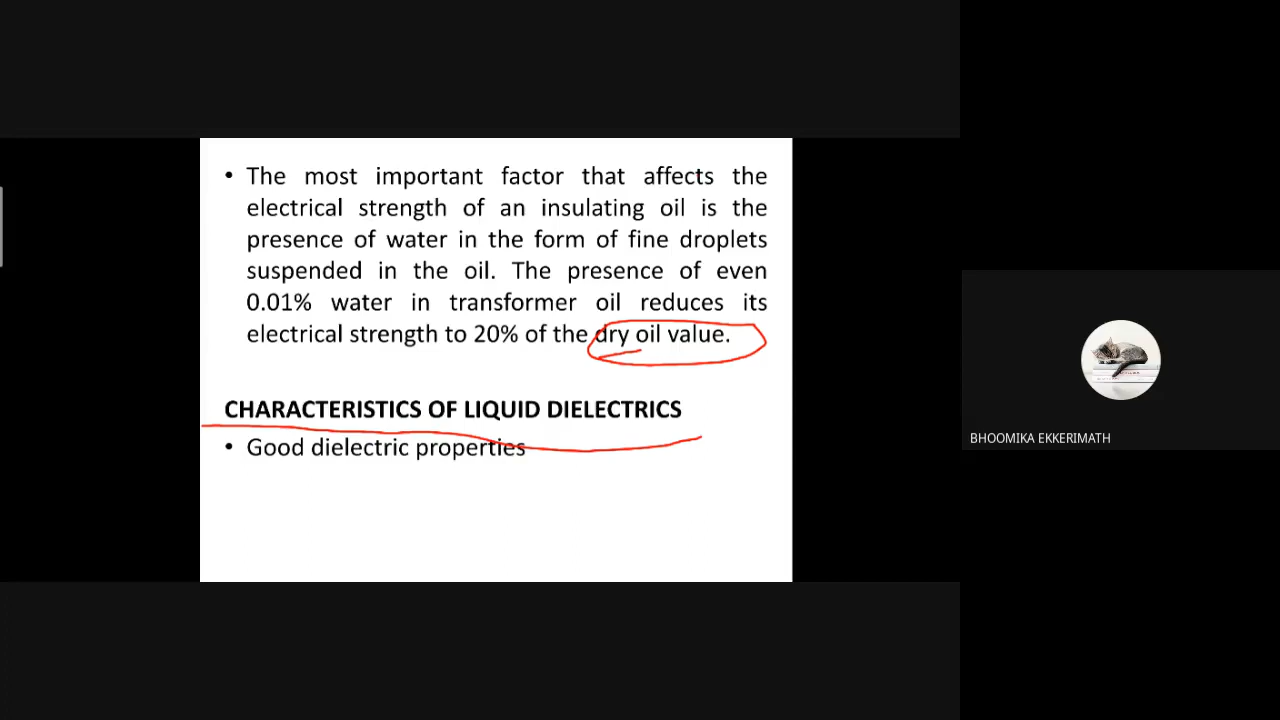 • The most important factor that affects the
electrical strength of an insulating oil is the
presence of water in the form of fine droplets
suspended in the oil. The presence of even
0.01% water in transformer oil reduces its
electrical strength to 20% of the dry oil value.
CHARACTERISTICS OF LIQUID DIELECTRICS
• Good dielectric properties
BHOOMIKA EKKERIMATH